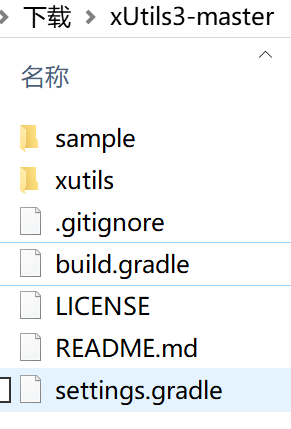 下载 > xUtils3-master
名称
sample
xutils
.gitignore
build.gradle
LICENSE
README.md
settings.gradle